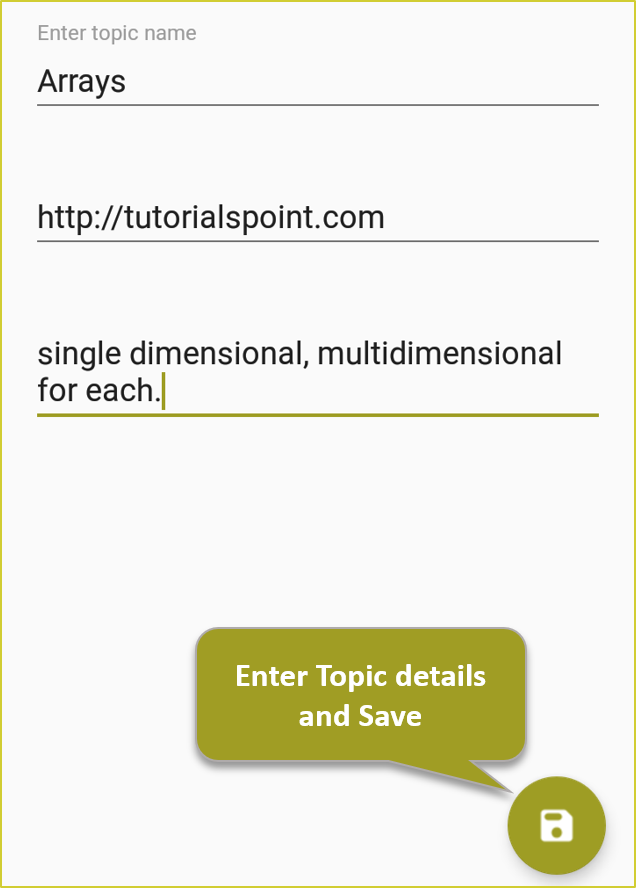 Enter topic name
Arrays
http://tutorialspoint.com
single dimensional, multidimensional
for each.
Enter Topic details
and Save